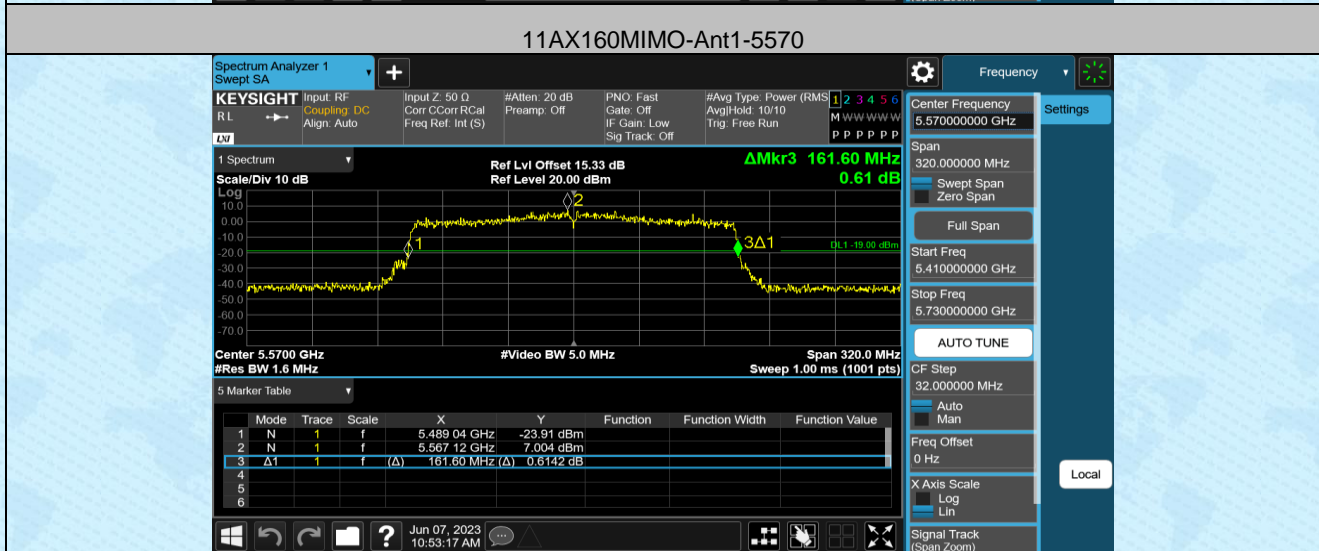 (Span Zoom)
11AX160MIMO-Ant1-5570
Spectrum Analyzer 1
Swept SA
+
Frequency
KEYSIGHT
RL
LXI
Input: RF
Coupling: DC
Align: Auto
Input Z: 50 Ω
Corr CCorr RCal
Freq Ref: Int (S)
#Atten: 20 dB
Preamp: Off
PNO: Fast
Gate: Off
IF Gain: Low
Sig Track: Off
#Avg Type: Power (RMS
Avg|Hold: 10/10
Trig: Free Run
1 2 3 4 5 6
M W W W W W
P P P P P P
1 Spectrum
Scale/Div 10 dB
Ref Lvl Offset 15.33 dB
Ref Level 20.00 dBm
ΔMkr3 161.60 MHz
0.61 dB
Log
10.0
0.00
-10.0
-20.0
-30.0
-40.0
-50.0
-60.0
-70.0
1
2
3Δ1
DL1 -19.00 dBm
Center 5.5700 GHz
#Res BW 1.6 MHz
#Video BW 5.0 MHz
Span 320.0 MHz
Sweep 1.00 ms (1001 pts)
5 Marker Table
Mode Trace Scale X Y Function Function Width Function Value
1 N 1 f 5.489 04 GHz -23.91 dBm
2 N 1 f 5.567 12 GHz 7.004 dBm
3 Δ1 1 f (Δ) 161.60 MHz (Δ) 0.6142 dB
4
5
6
?
Jun 07, 2023
10:53:17 AM
Center Frequency
5.570000000 GHz
Settings
Span
320.000000 MHz
Swept Span
Zero Span
Full Span
Start Freq
5.410000000 GHz
Stop Freq
5.730000000 GHz
AUTO TUNE
CF Step
32.000000 MHz
Auto
Man
Freq Offset
0 Hz
X Axis Scale
Log
Lin
Local
Signal Track
(Span Zoom)